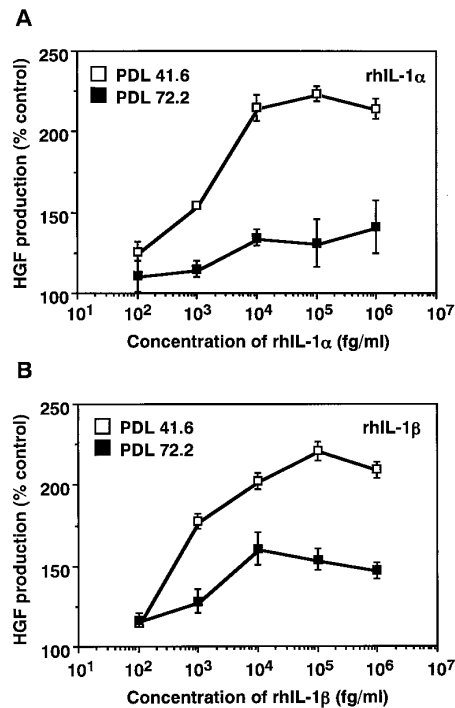 A
250
200
150
100
HGF production (% control)
PDL 41.6
PDL 72.2
rhIL-1α
10¹ 10² 10³ 10⁴ 10⁵ 10⁶ 10⁷
Concentration of rhIL-1α (fg/ml)
B
250
200
150
100
HGF production (% control)
PDL 41.6
PDL 72.2
rhIL-1β
10¹ 10² 10³ 10⁴ 10⁵ 10⁶ 10⁷
Concentration of rhIL-1β (fg/ml)